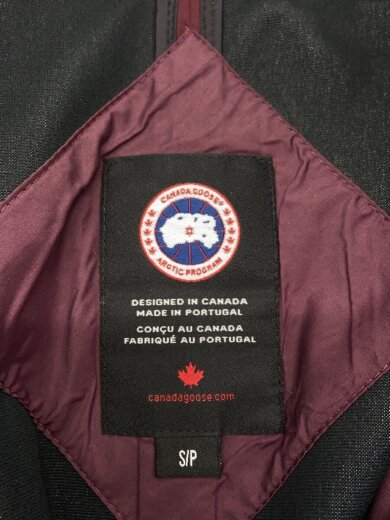 CANADA GOOSE®
ARCTIC PROGRAM
DESIGNED IN CANADA
MADE IN PORTUGAL
CONÇU AU CANADA
FABRIQUÉ AU PORTUGAL
canadagoose.com
S/P